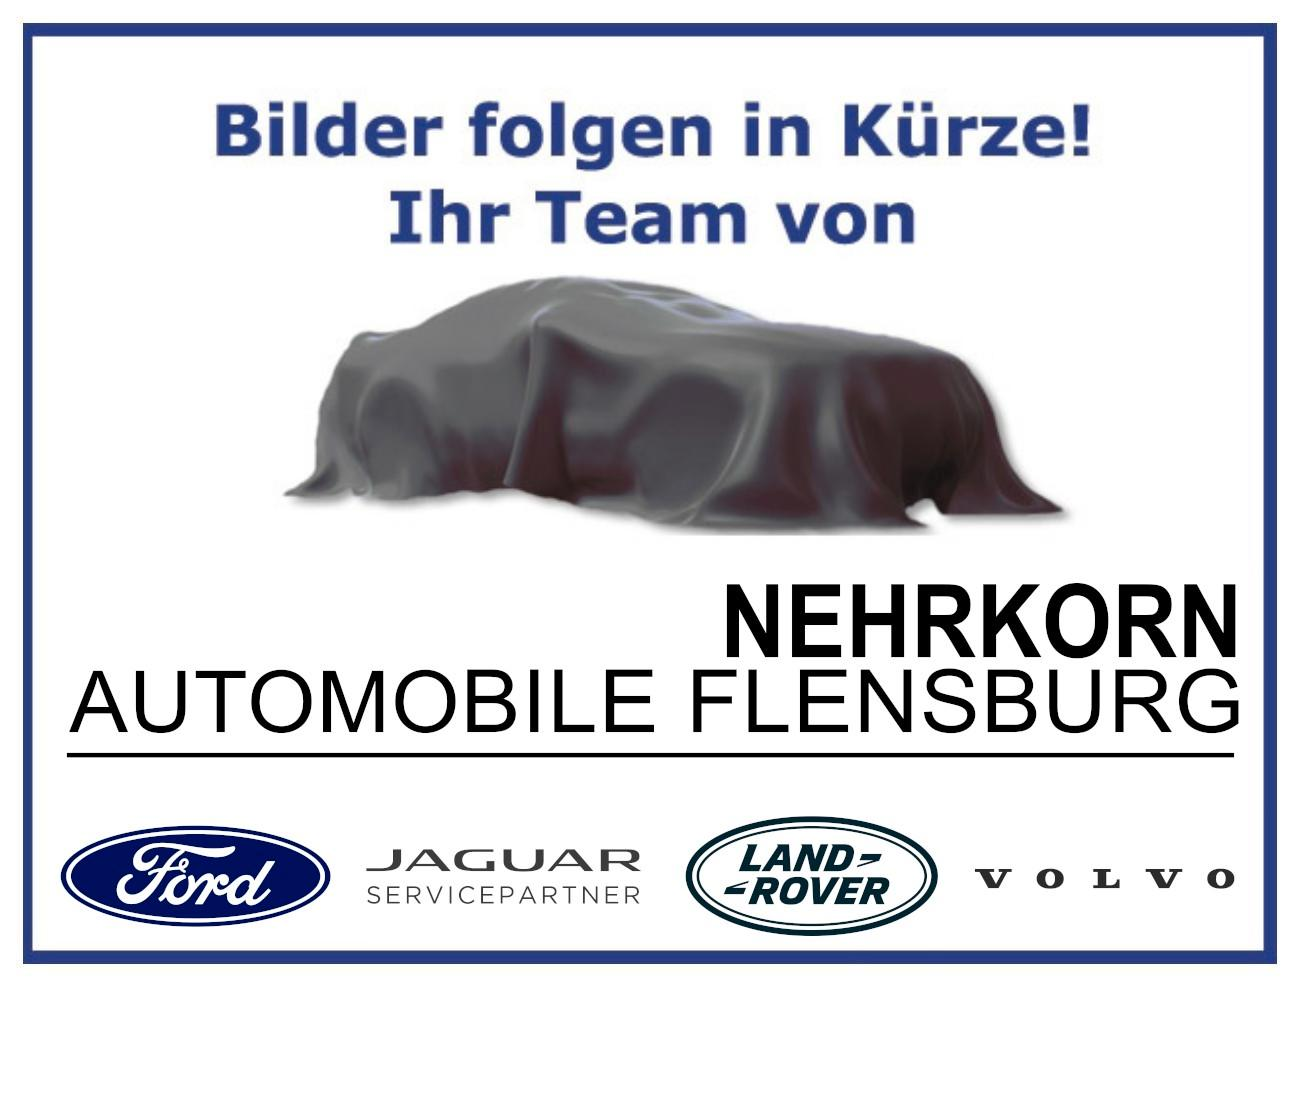 Bilder folgen in Kürze!
Ihr Team von
NEHRKORN
AUTOMOBILE FLENSBURG
Ford
JAGUAR
SERVICEPARTNER
LAND-
-ROVER
VOLVO